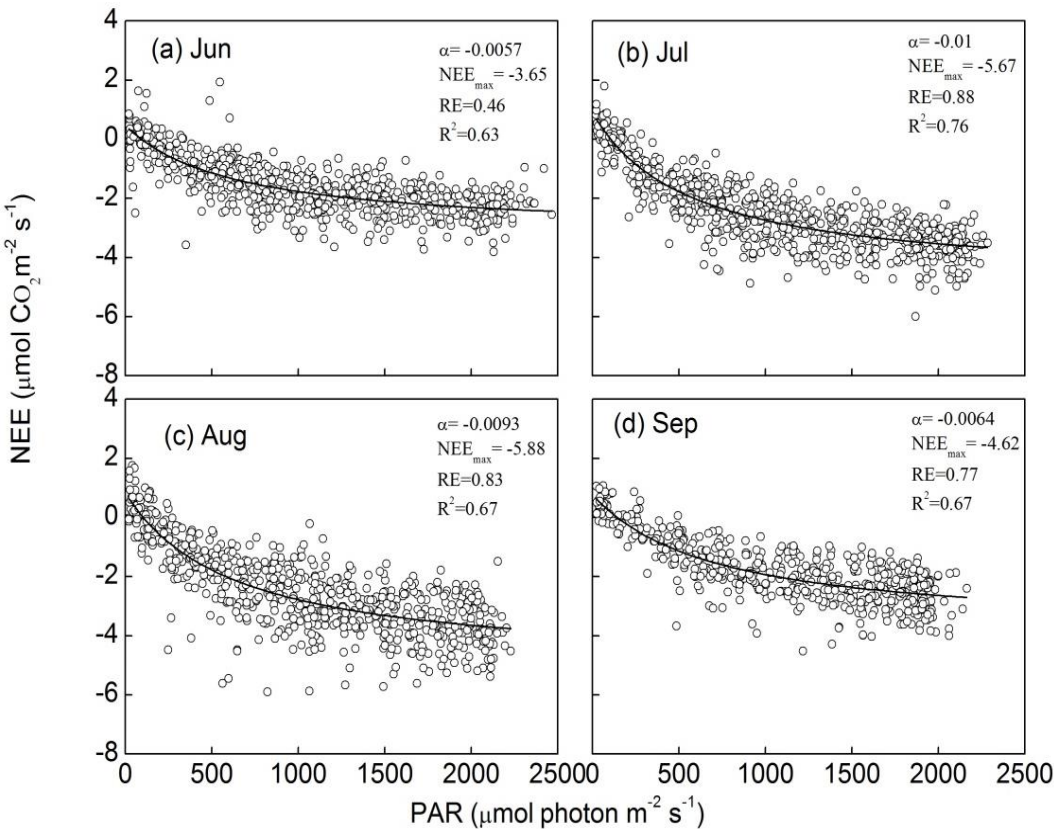 (a) Jun
α= -0.0057
NEEmax= -3.65
RE=0.46
R²=0.63
(b) Jul
α= -0.01
NEEmax= -5.67
RE=0.88
R²=0.76
4
2
0
-2
-4
-6
-8
NEE (μmol CO₂m⁻² s⁻¹)
(c) Aug
α= -0.0093
NEEmax= -5.88
RE=0.83
R²=0.67
(d) Sep
α= -0.0064
NEEmax= -4.62
RE=0.77
R²=0.67
4
2
0
-2
-4
-6
-8
0 500 1000 1500 2000 25000 500 1000 1500 2000 2500
PAR (μmol photon m⁻² s⁻¹)